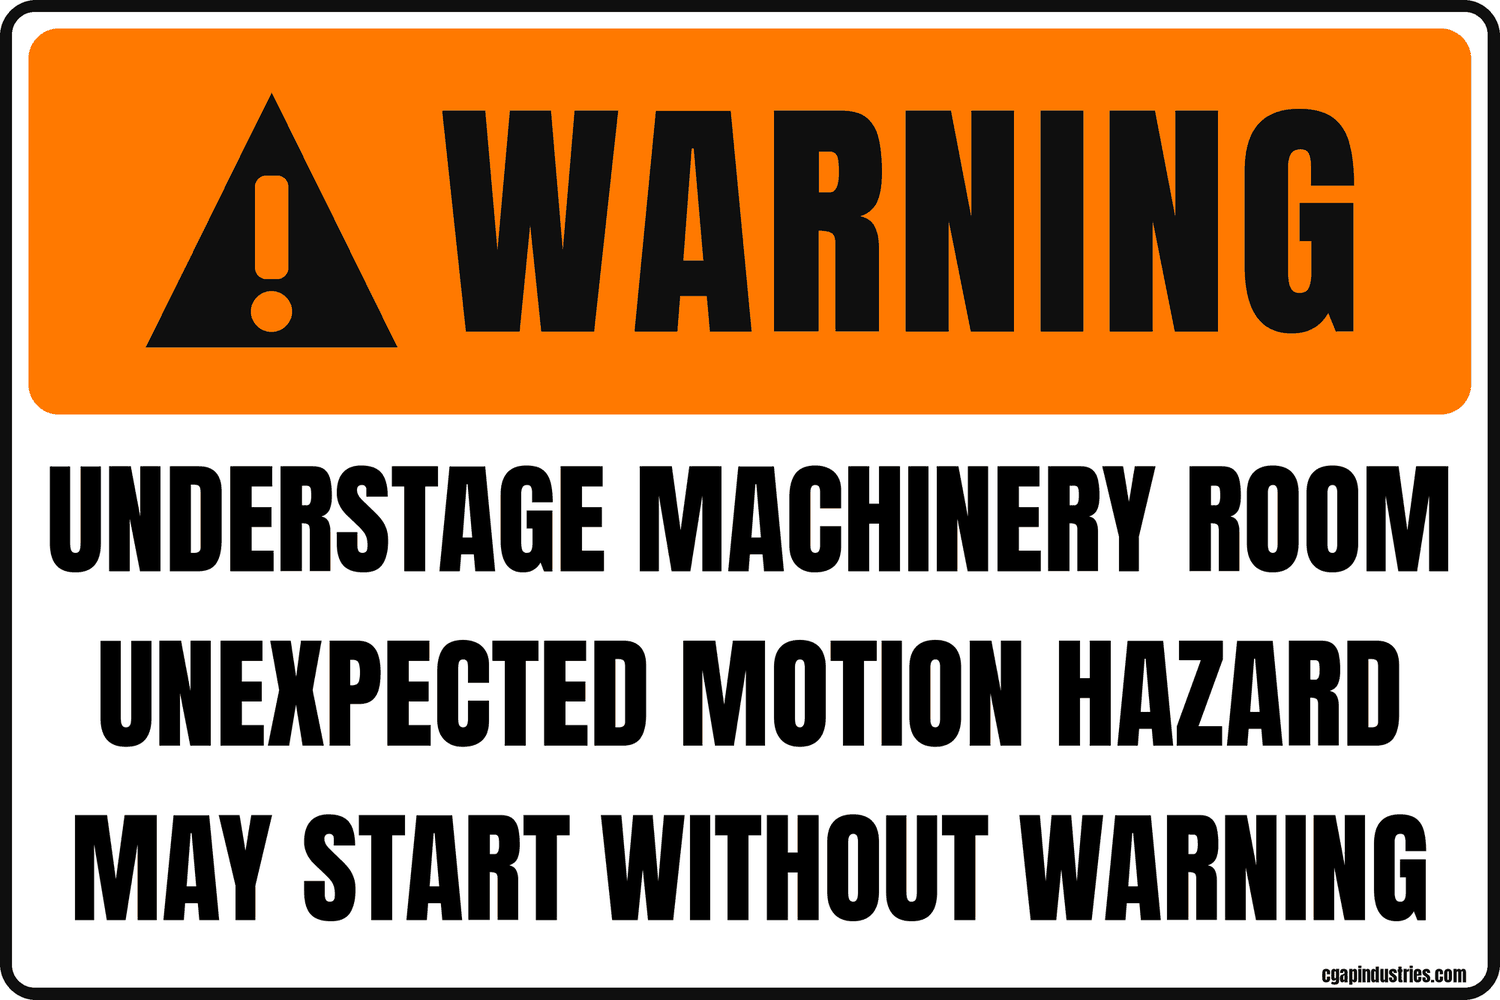 WARNING
UNDERSTAGE MACHINERY ROOM
UNEXPECTED MOTION HAZARD
MAY START WITHOUT WARNING
cgapindustries.com